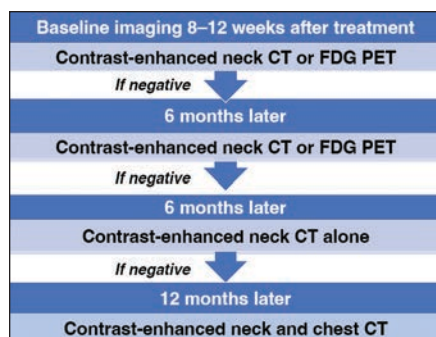 Baseline imaging 8–12 weeks after treatment
Contrast-enhanced neck CT or FDG PET
If negative
6 months later
Contrast-enhanced neck CT or FDG PET
If negative
6 months later
Contrast-enhanced neck CT alone
If negative
12 months later
Contrast-enhanced neck and chest CT